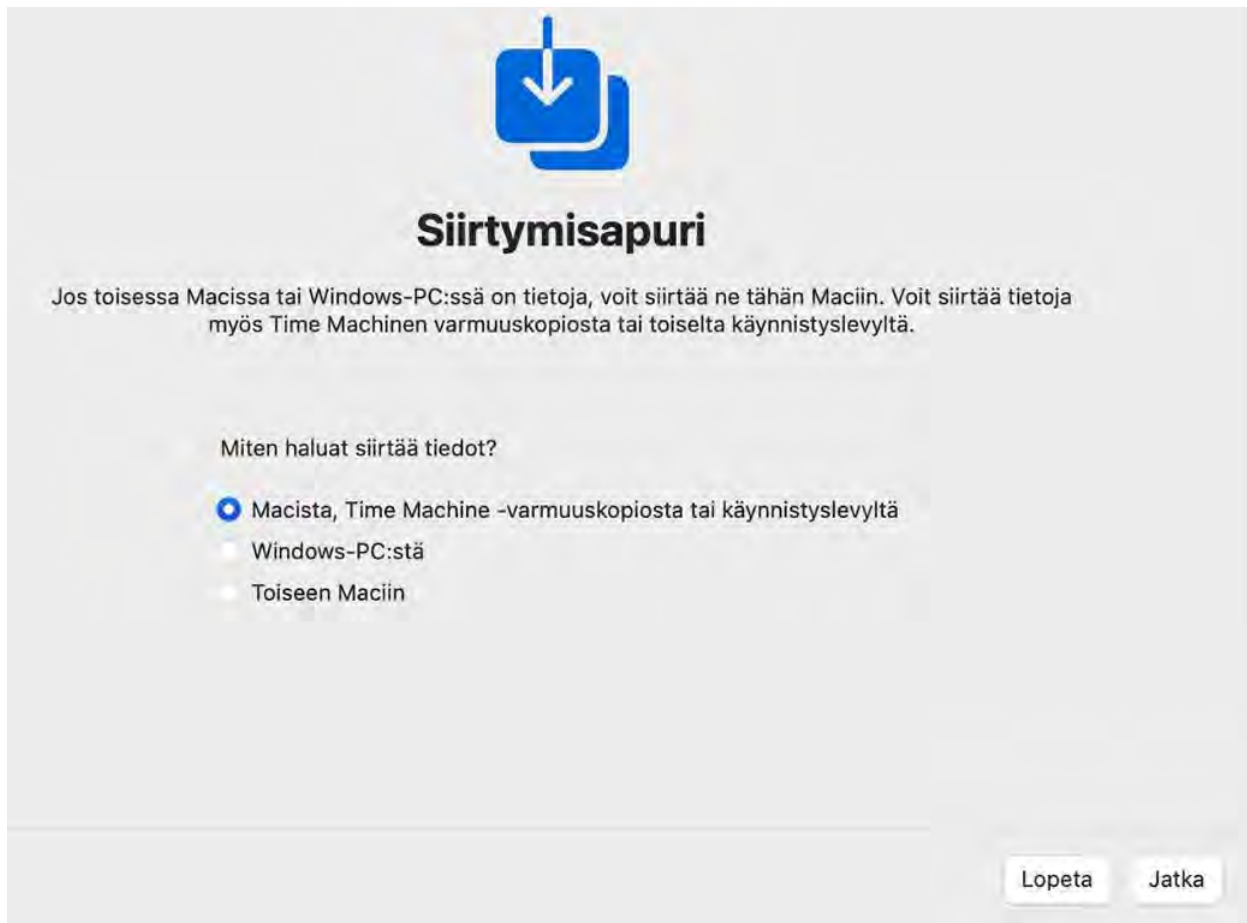 Siirtymisapuri
Jos toisessa Macissa tai Windows-PC:ssä on tietoja, voit siirtää ne tähän Maciin. Voit siirtää tietoja
myös Time Machinen varmuuskopiosta tai toiselta käynnistyslevyltä.
Miten haluat siirtää tiedot?
Macista, Time Machine -varmuuskopiosta tai käynnistyslevyltä
Windows-PC:stä
Toiseen Maciin
Lopeta Jatka